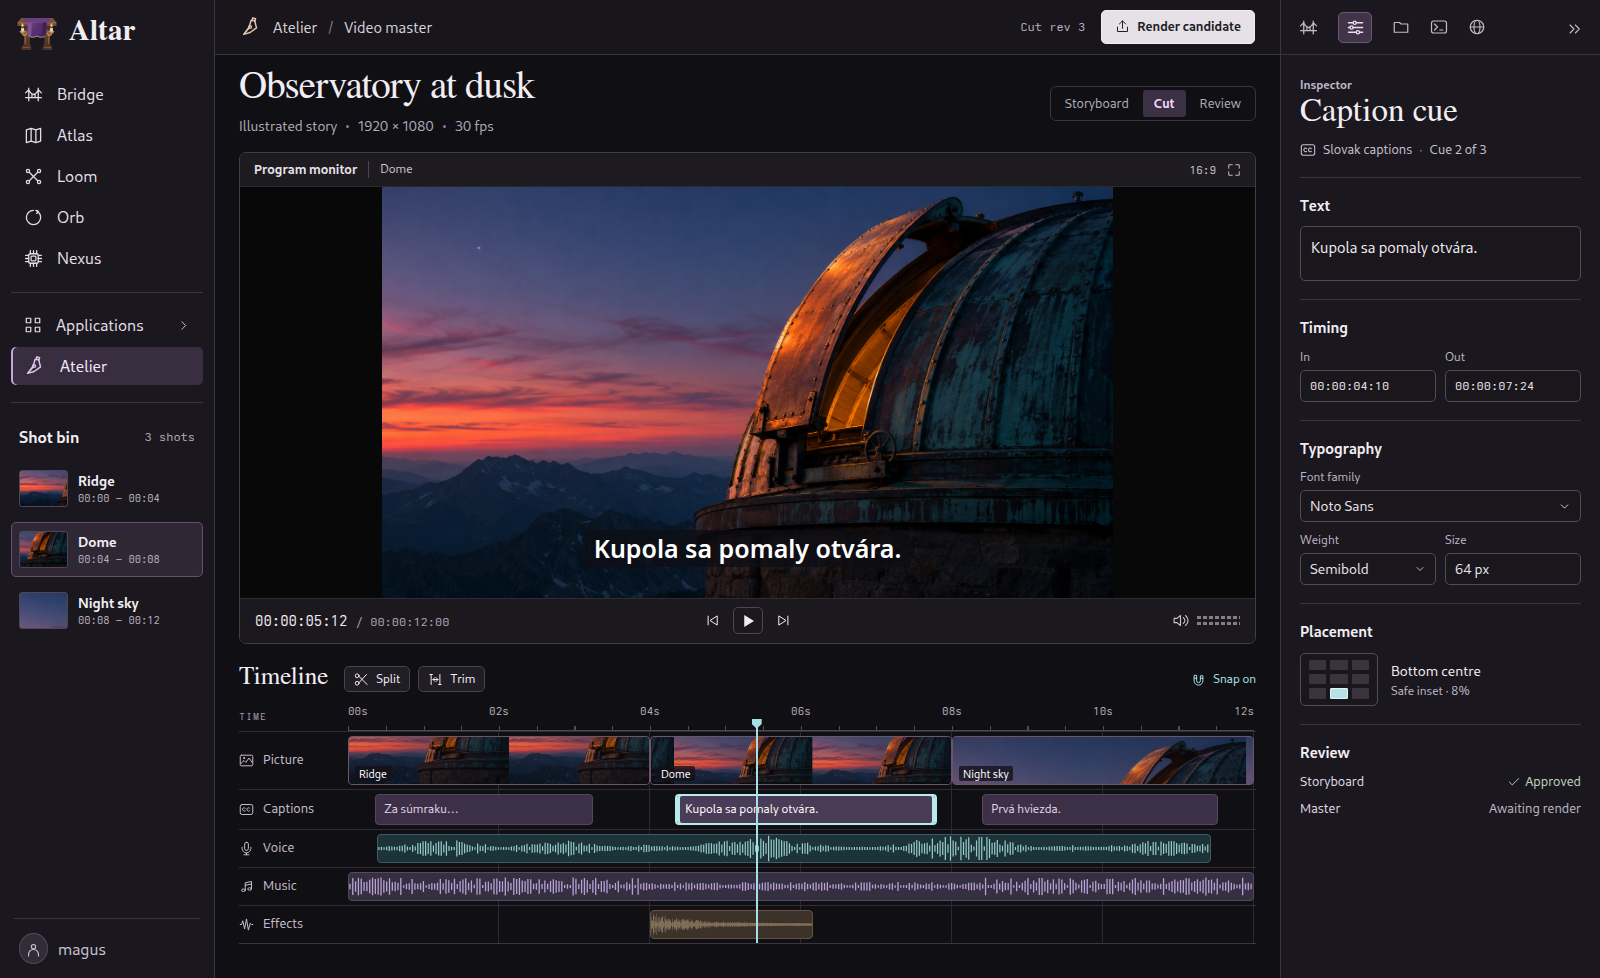 Altar
Bridge
Atlas
Loom
Orb
Nexus
Applications
Atelier
Shot bin
3 shots
Ridge
00:00 – 00:04
Dome
00:04 – 00:08
Night sky
00:08 – 00:12
magus
Atelier / Video master
Cut rev 3
Render candidate
Observatory at dusk
Illustrated story • 1920 × 1080 • 30 fps
Storyboard
Cut
Review
Program monitor
Dome
16:9
Kupola sa pomaly otvára.
00:00:05:12 / 00:00:12:00
Timeline
Split
Trim
Snap on
TIME
00s
02s
04s
06s
08s
10s
12s
Picture
Ridge
Dome
Night sky
Captions
Za súmraku…
Kupola sa pomaly otvára.
Prvá hviezda.
Voice
Music
Effects
Inspector
Caption cue
CC Slovak captions · Cue 2 of 3
Text
Kupola sa pomaly otvára.
Timing
In
Out
00:00:04:10
00:00:07:24
Typography
Font family
Noto Sans
Weight
Size
Semibold
64 px
Placement
Bottom centre
Safe inset · 8%
Review
Storyboard
Approved
Master
Awaiting render